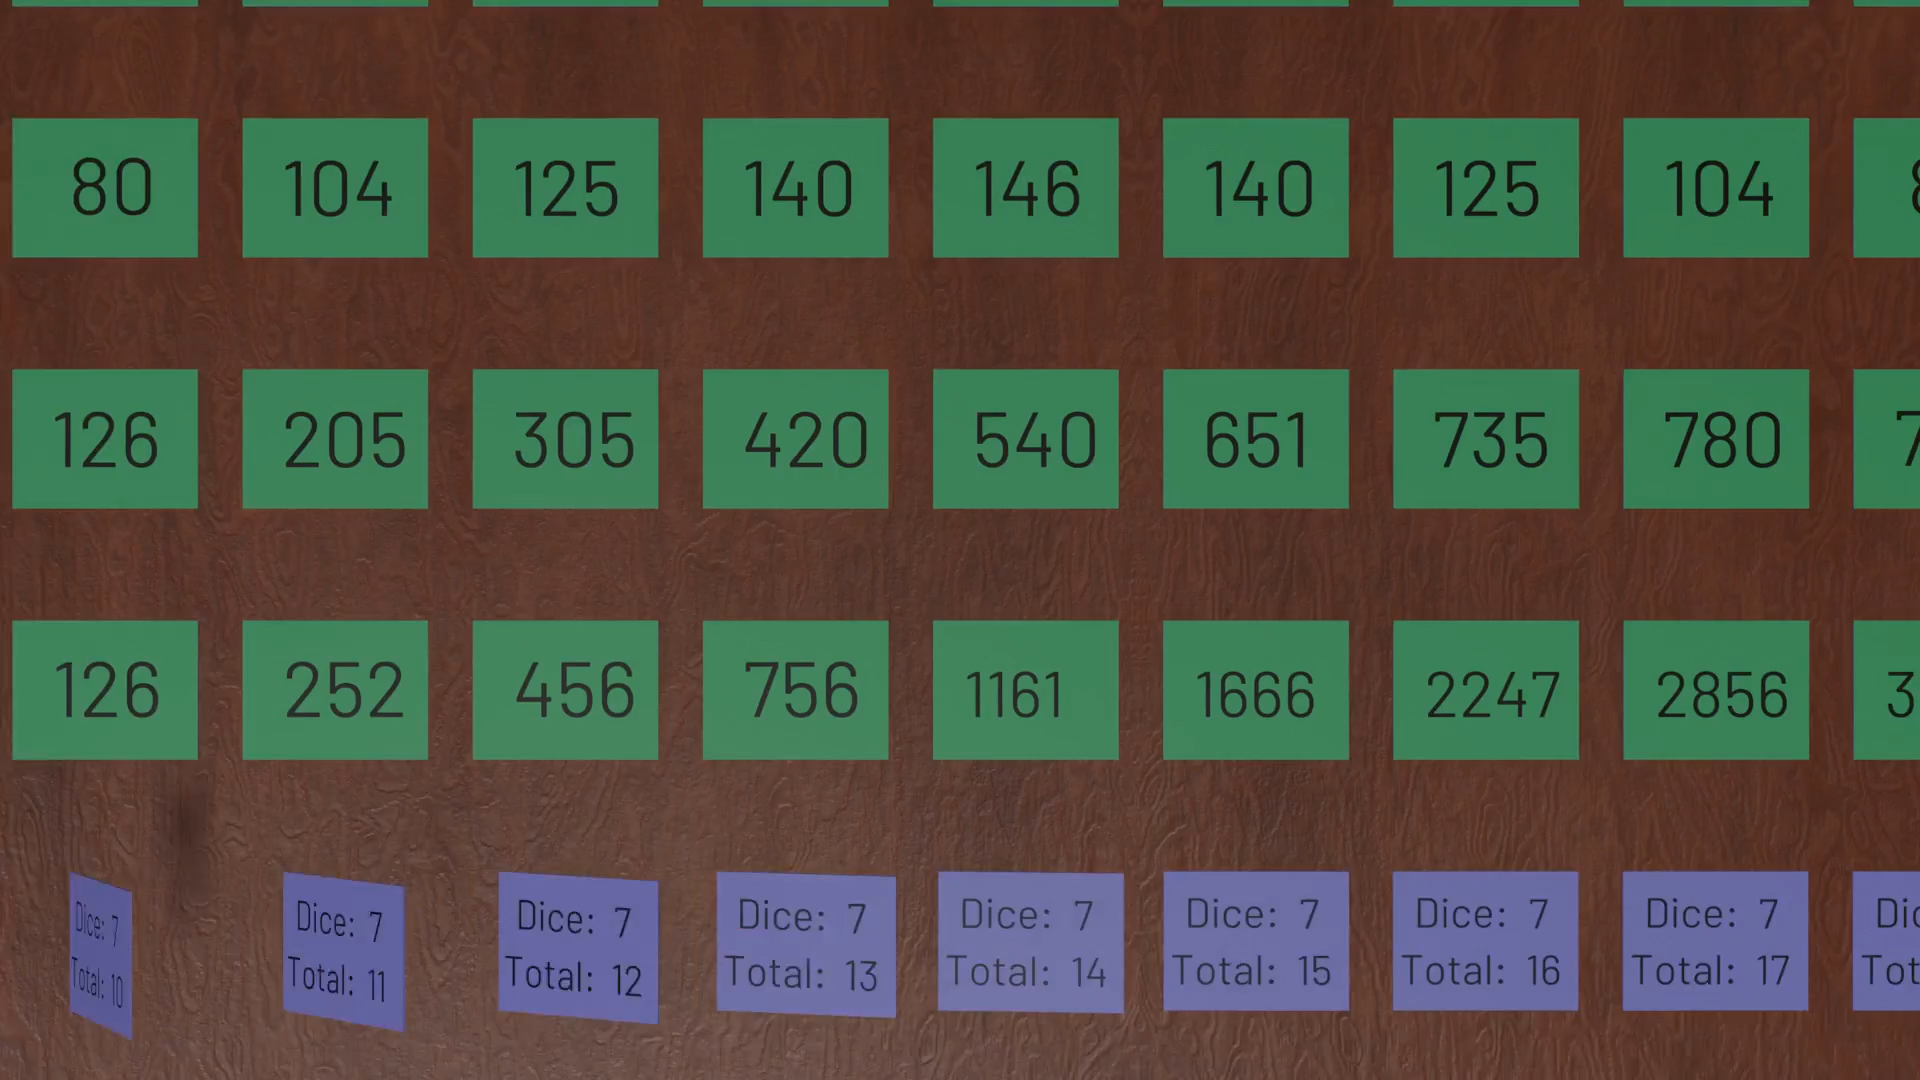 80 104 125 140 146 140 125 104
126 205 305 420 540 651 735 780
126 252 456 756 1161 1666 2247 2856
Dice: 7 Dice: 7 Dice: 7 Dice: 7 Dice: 7 Dice: 7 Dice: 7 Dice: 7
Total: 10 Total: 11 Total: 12 Total: 13 Total: 14 Total: 15 Total: 16 Total: 17